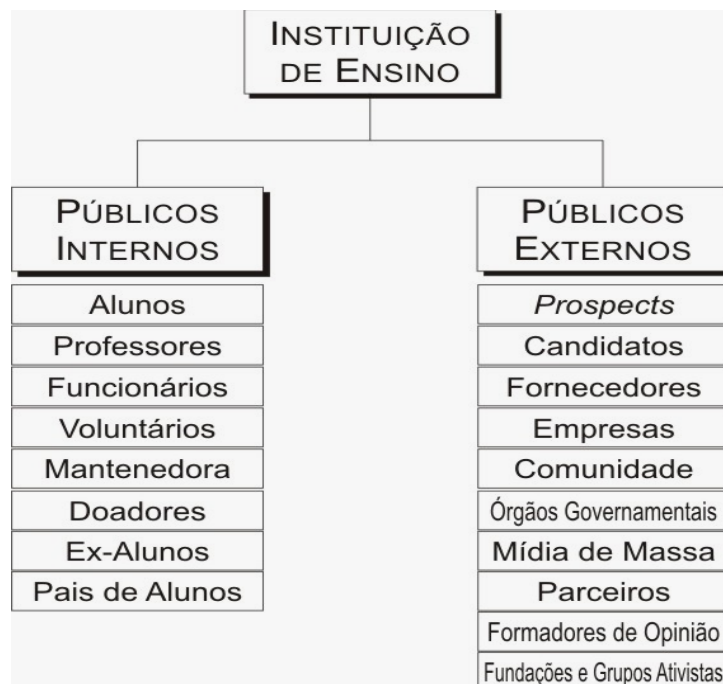 INSTITUIÇÃO
DE ENSINO
PÚBLICOS
INTERNOS
Alunos
Professores
Funcionários
Voluntários
Mantenedora
Doadores
Ex-Alunos
Pais de Alunos
PÚBLICOS
EXTERNOS
Prospects
Candidatos
Fornecedores
Empresas
Comunidade
Órgãos Governamentais
Mídia de Massa
Parceiros
Formadores de Opinião
Fundações e Grupos Ativistas